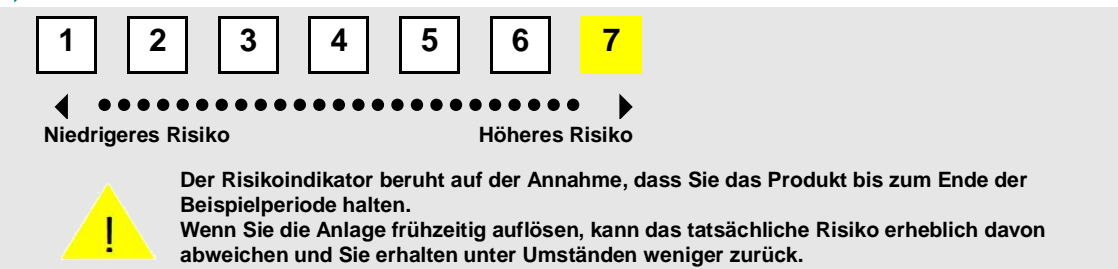 1 2 3 4 5 6 7
Niedrigeres Risiko Höheres Risiko
Der Risikoindikator beruht auf der Annahme, dass Sie das Produkt bis zum Ende der
Beispielperiode halten.
Wenn Sie die Anlage frühzeitig auflösen, kann das tatsächliche Risiko erheblich davon
abweichen und Sie erhalten unter Umständen weniger zurück.
!